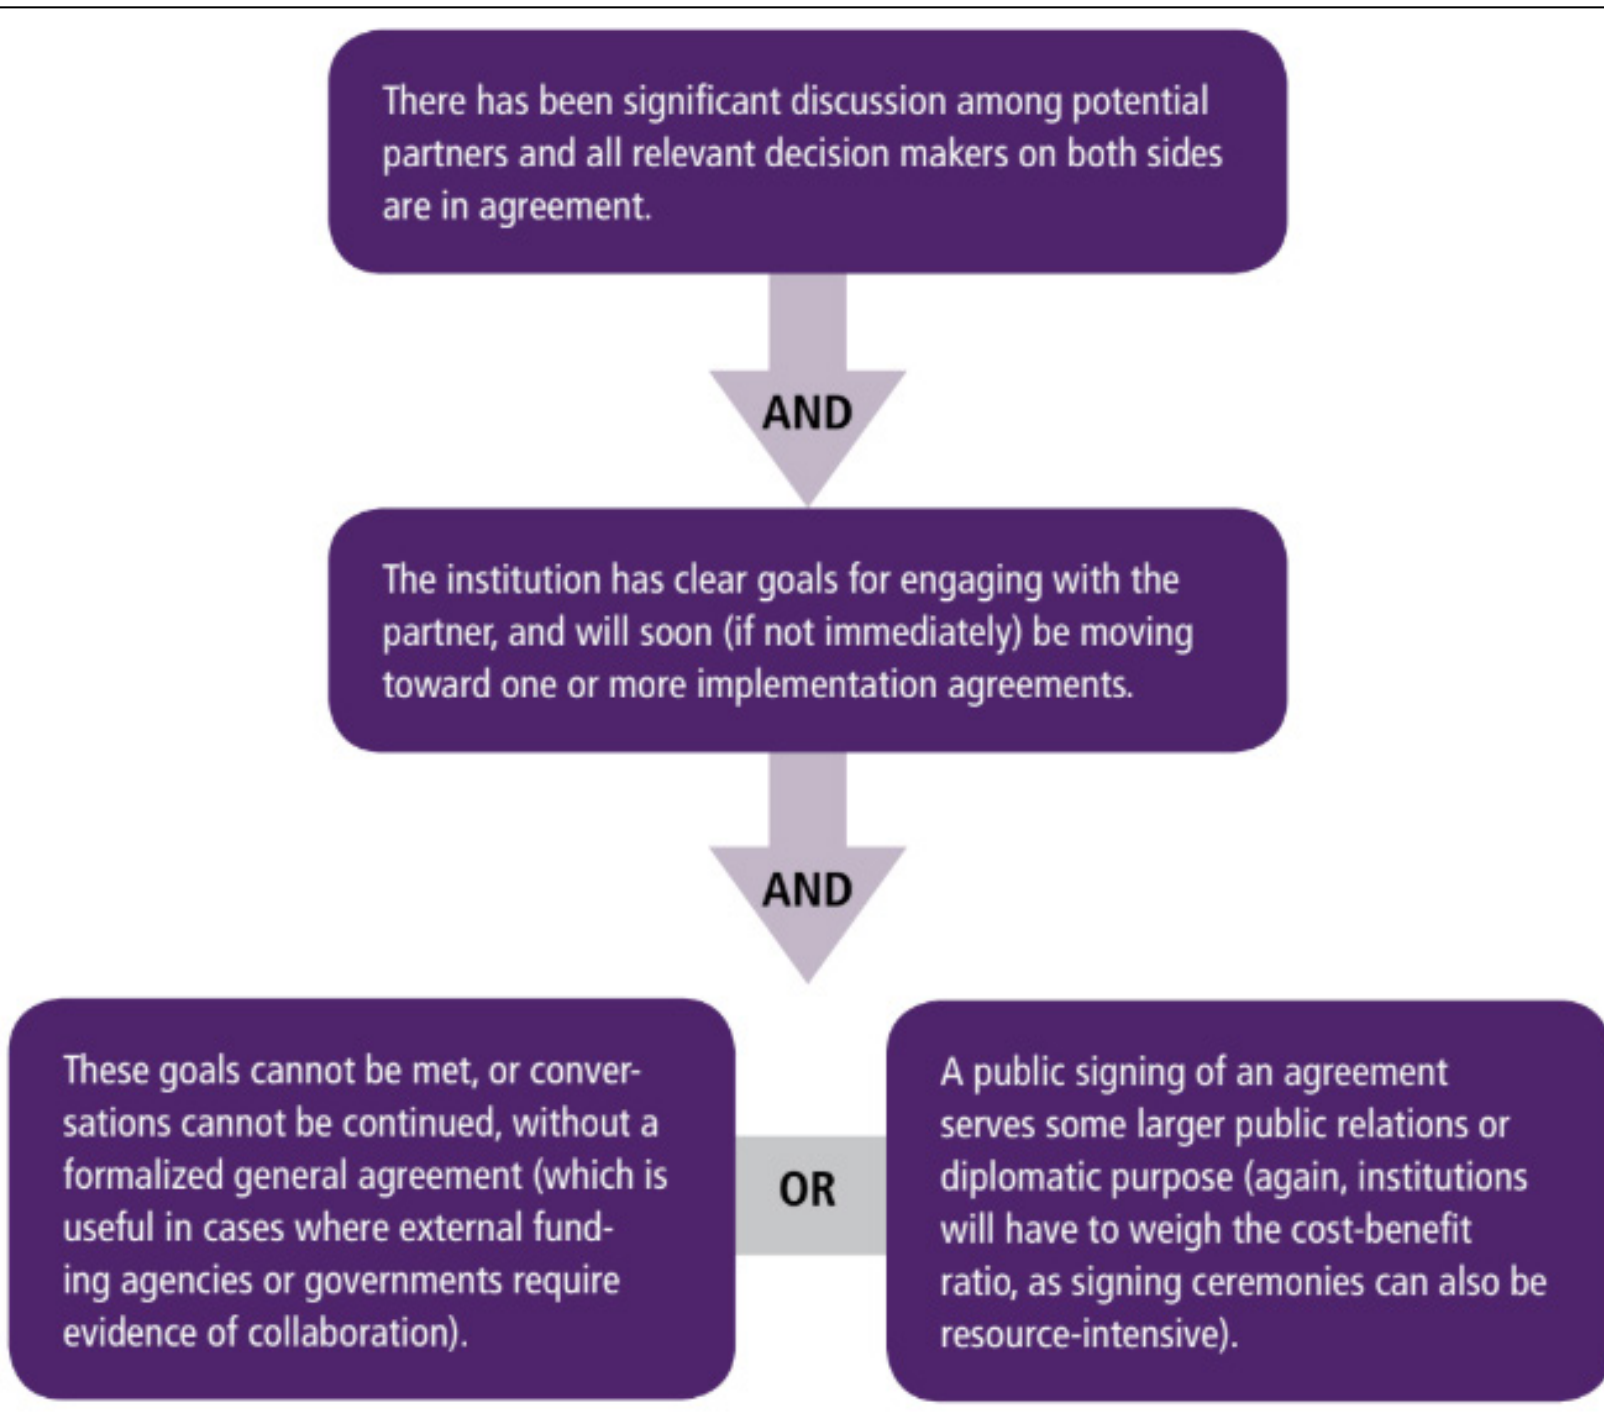 There has been significant discussion among potential
partners and all relevant decision makers on both sides
are in agreement.
AND
The institution has clear goals for engaging with the
partner, and will soon (if not immediately) be moving
toward one or more implementation agreements.
AND
These goals cannot be met, or conver-
sations cannot be continued, without a
formalized general agreement (which is
useful in cases where external fund-
ing agencies or governments require
evidence of collaboration).
OR
A public signing of an agreement
serves some larger public relations or
diplomatic purpose (again, institutions
will have to weigh the cost-benefit
ratio, as signing ceremonies can also be
resource-intensive).